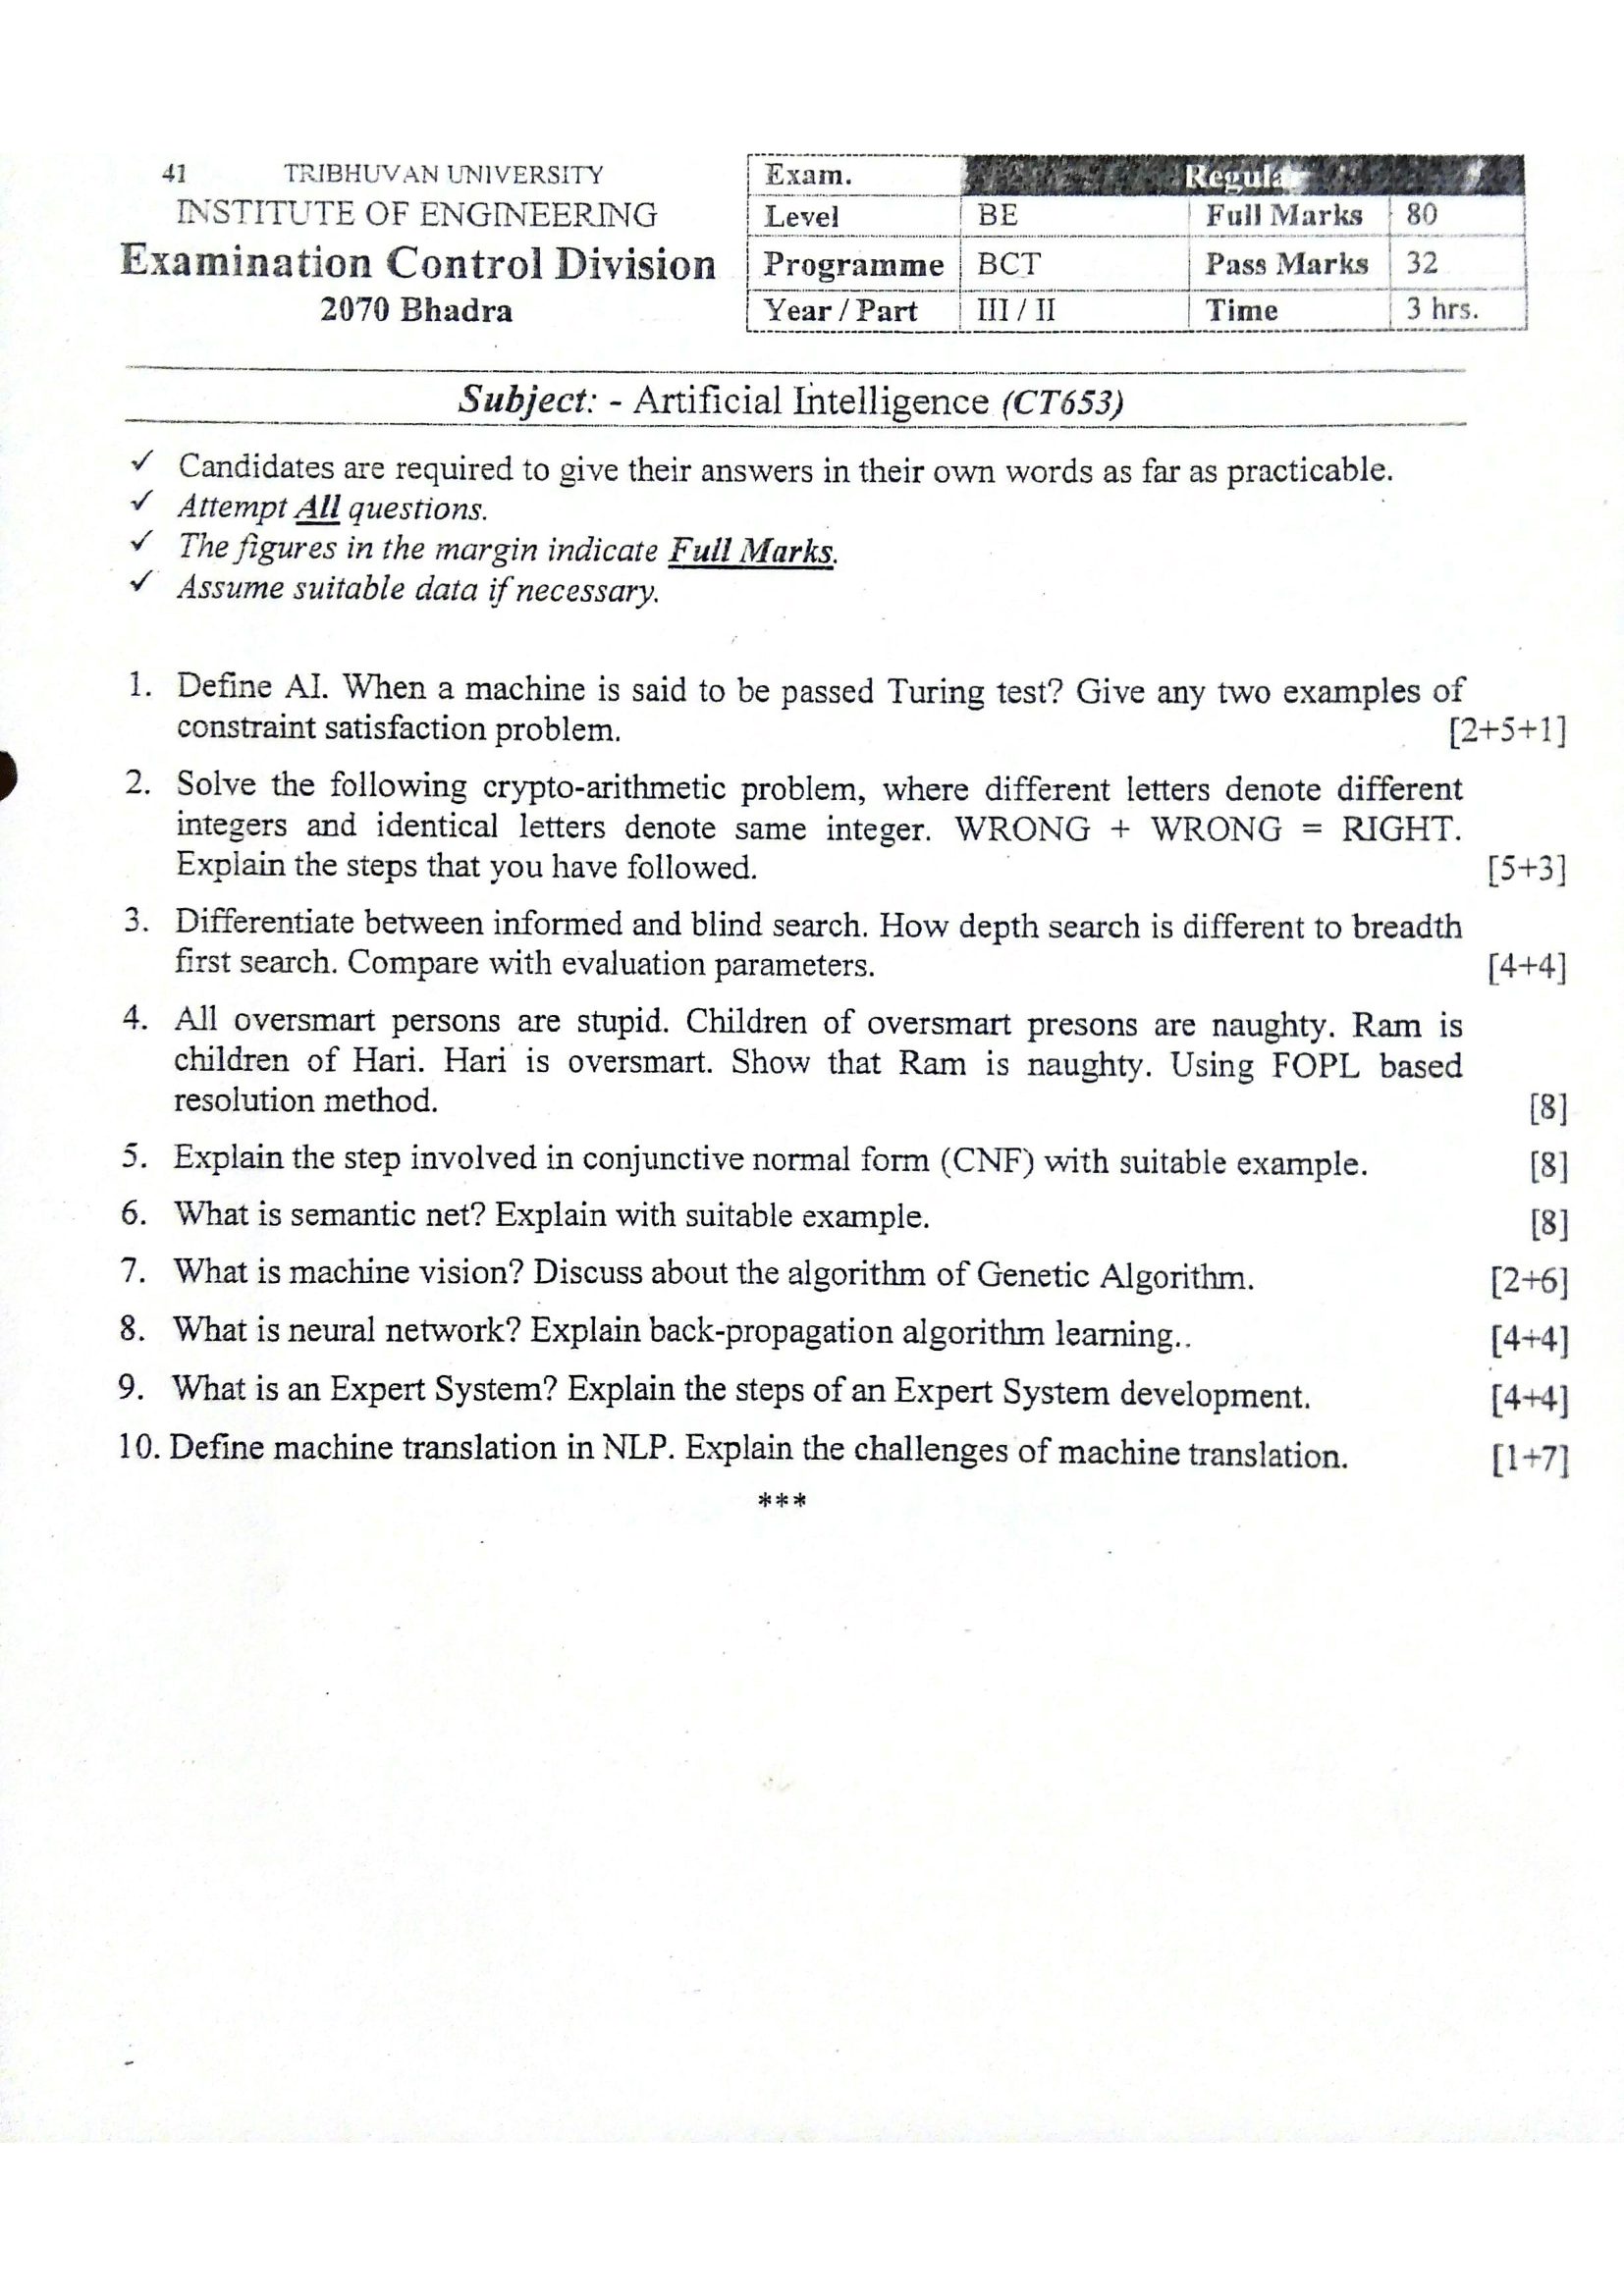 41 TRIBHUVAN UNIVERSITY
INSTITUTE OF ENGINEERING
Examination Control Division
2070 Bhadra
Exam. Regular
Level BE Full Marks 80
Programme BCT Pass Marks 32
Year / Part III / II Time 3 hrs.
Subject: - Artificial Intelligence (CT653)
✓ Candidates are required to give their answers in their own words as far as practicable.
✓ Attempt All questions.
✓ The figures in the margin indicate Full Marks.
✓ Assume suitable data if necessary.
1. Define AI. When a machine is said to be passed Turing test? Give any two examples of
constraint satisfaction problem. [2+5+1]
2. Solve the following crypto-arithmetic problem, where different letters denote different
integers and identical letters denote same integer. WRONG + WRONG = RIGHT.
Explain the steps that you have followed. [5+3]
3. Differentiate between informed and blind search. How depth search is different to breadth
first search. Compare with evaluation parameters. [4+4]
4. All oversmart persons are stupid. Children of oversmart presons are naughty. Ram is
children of Hari. Hari is oversmart. Show that Ram is naughty. Using FOPL based
resolution method. [8]
5. Explain the step involved in conjunctive normal form (CNF) with suitable example. [8]
6. What is semantic net? Explain with suitable example. [8]
7. What is machine vision? Discuss about the algorithm of Genetic Algorithm. [2+6]
8. What is neural network? Explain back-propagation algorithm learning.. [4+4]
9. What is an Expert System? Explain the steps of an Expert System development. [4+4]
10. Define machine translation in NLP. Explain the challenges of machine translation. [1+7]
***